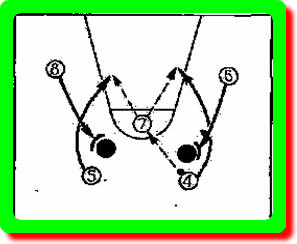 ⑧ ⑥
⑦
⑤ ④